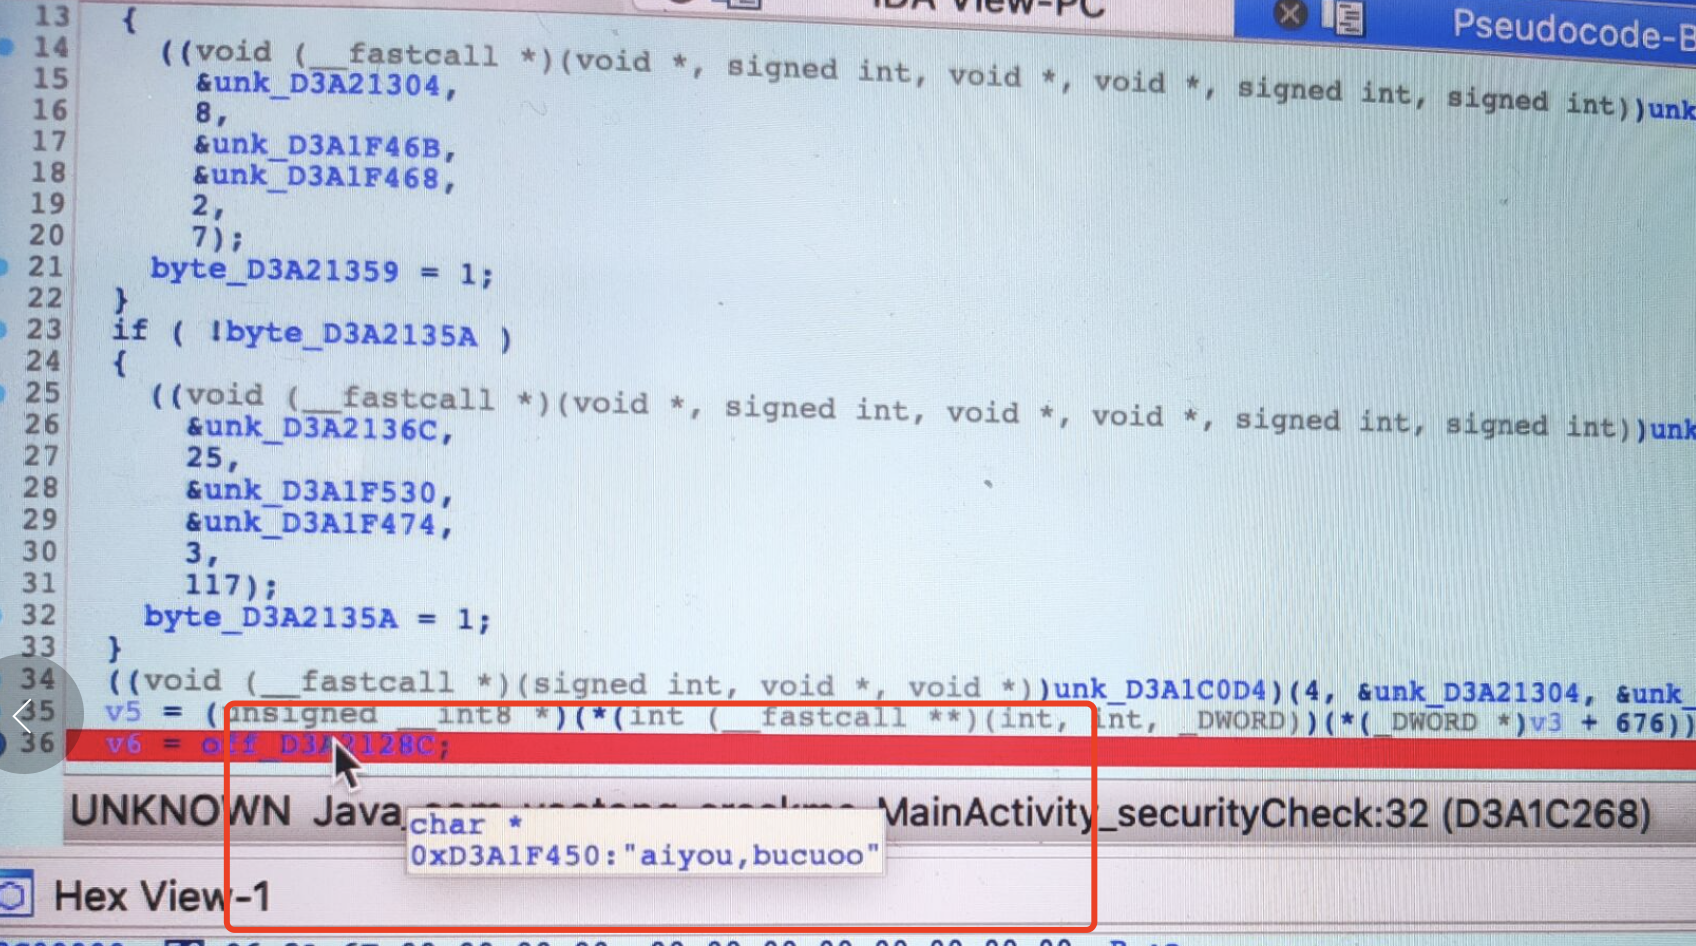 IDA View-PC
Pseudocode-B
13 {
14 ((void (__fastcall *)(void *, signed int, void *, void *, signed int, signed int))unk
15 &unk_D3A21304,
16 8,
17 &unk_D3A1F46B,
18 &unk_D3A1F468,
19 2,
20 7);
21 byte_D3A21359 = 1;
22 }
23 if ( !byte_D3A2135A )
24 {
25 ((void (__fastcall *)(void *, signed int, void *, void *, signed int, signed int))unk
26 &unk_D3A2136C,
27 25,
28 &unk_D3A1F530,
29 &unk_D3A1F474,
30 3,
31 117);
32 byte_D3A2135A = 1;
33 }
34 ((void (__fastcall *)(signed int, void *, void *))unk_D3A1C0D4)(4, &unk_D3A21304, &unk_
35 v5 = (unsigned __int8 *)(*(int (__fastcall **)(int, int, _DWORD))(*(_DWORD *)v3 + 676))
36 v6 = off_D3A2128C;
UNKNOWN Java_ MainActivity_securityCheck:32 (D3A1C268)
char *
0xD3A1F450:"aiyou,bucuoo"
Hex View-1